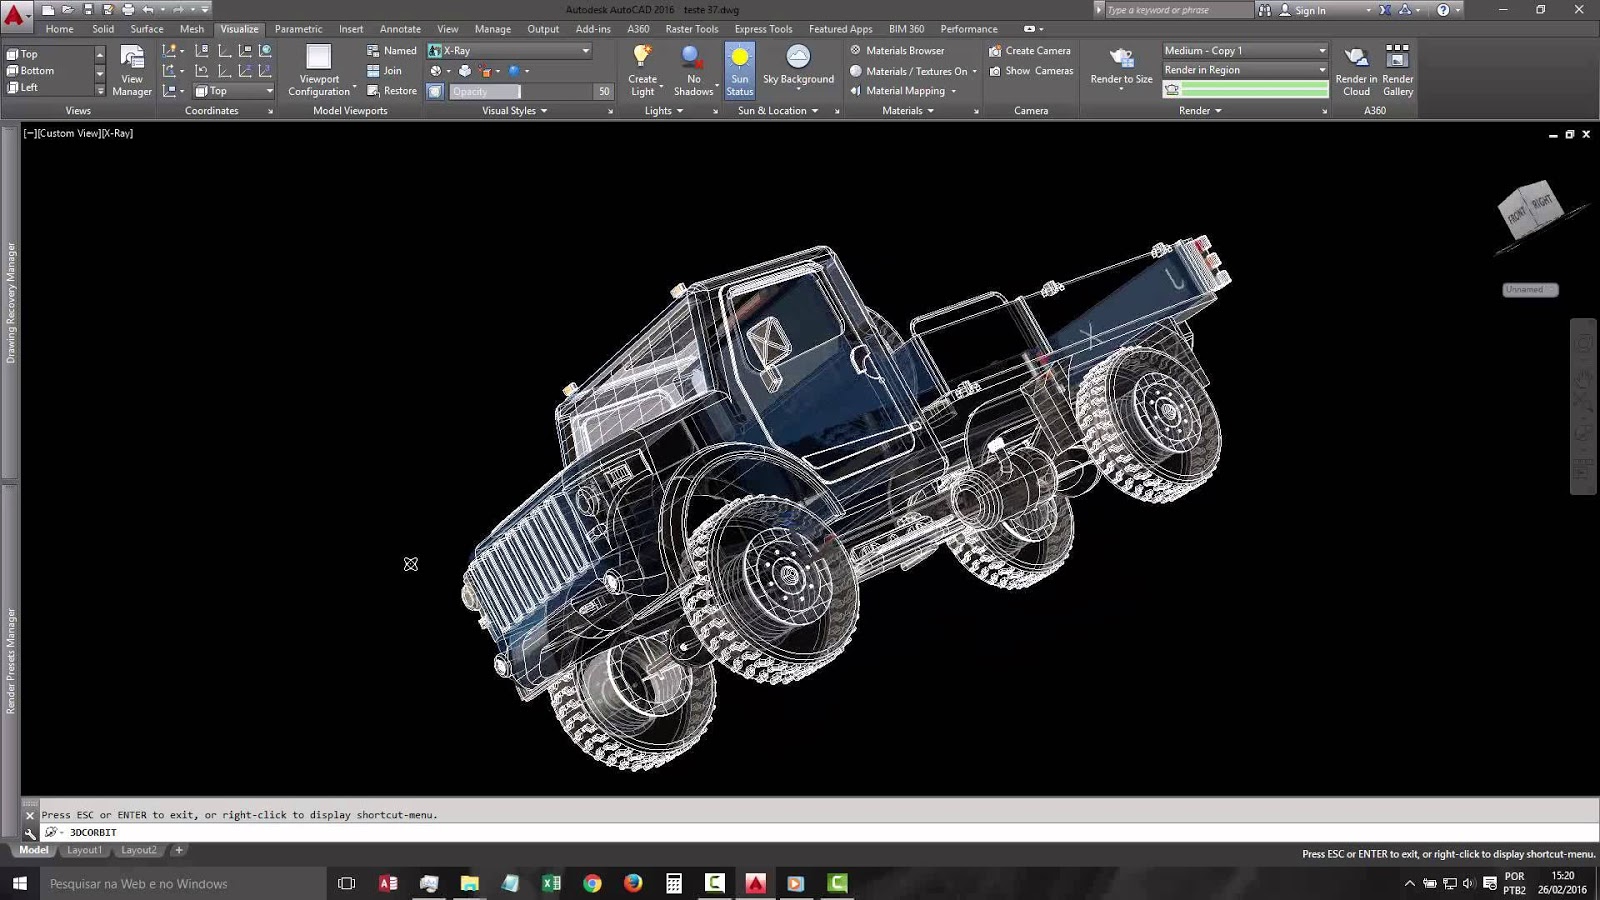 Autodesk AutoCAD 2016 teste 37.dwg
Type a keyword or phrase
Sign In
Home Solid Surface Mesh Visualize Parametric Insert Annotate View Manage Output Add-ins A360 Raster Tools Express Tools Featured Apps BIM 360 Performance
Top
Bottom
Left
View
Manager
Views
Top
Coordinates
Viewport
Configuration
Named
Join
Restore
Model Viewports
X-Ray
Opacity 50
Visual Styles
Create
Light
No
Shadows
Lights
Sun
Status
Sky Background
Sun & Location
Materials Browser
Materials / Textures On
Material Mapping
Materials
Create Camera
Show Cameras
Camera
Render to Size
Medium - Copy 1
Render in Region
Render
Render in
Cloud
Render
Gallery
A360
[−][Custom View][X-Ray]
FRONT
RIGHT
Unnamed
Drawing Recovery Manager
Render Presets Manager
Press ESC or ENTER to exit, or right-click to display shortcut-menu.
3DCORBIT
Model Layout1 Layout2 +
Press ESC or ENTER to exit, or right-click to display shortcut-menu.
Pesquisar na Web e no Windows
POR
PTB2
15:20
26/02/2016